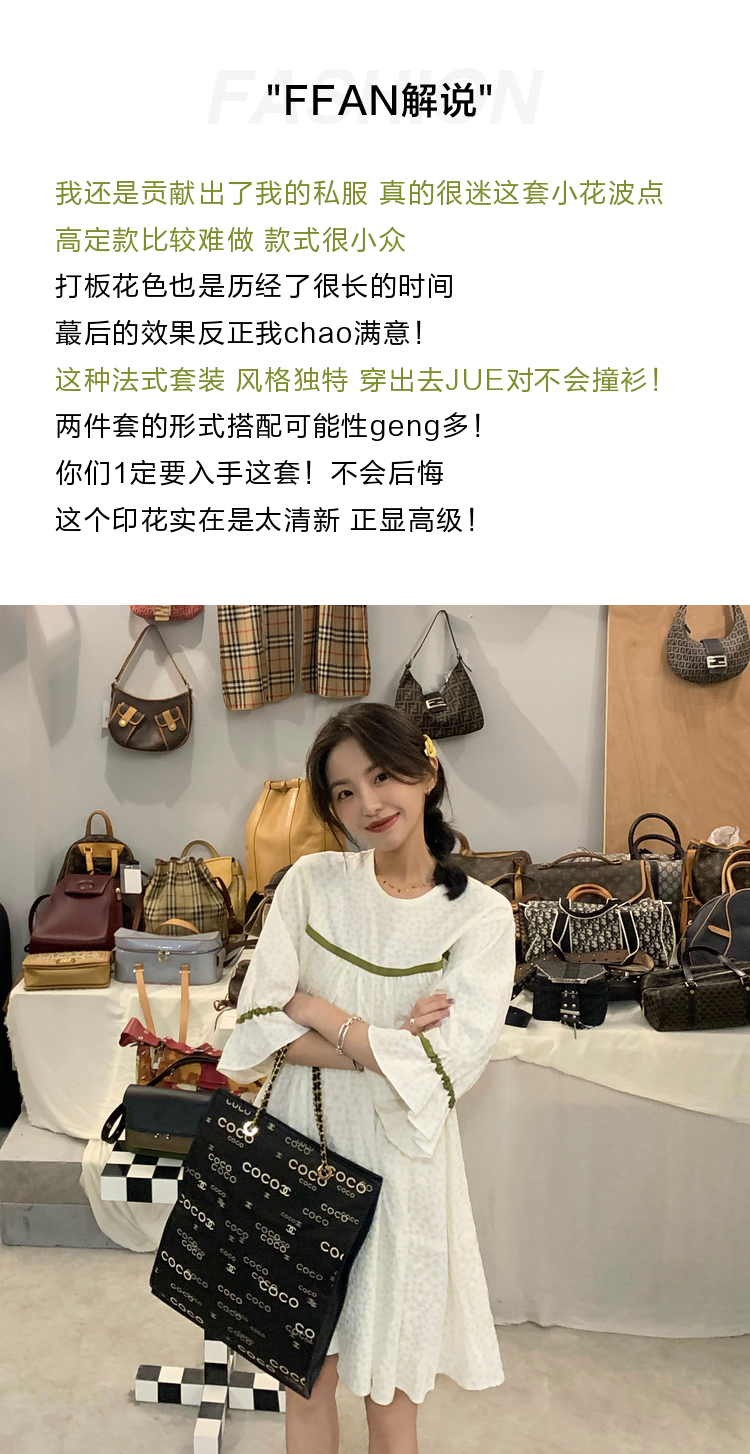 FASHION
"FFAN解说"
我还是贡献出了我的私服 真的很迷这套小花波点
高定款比较难做 款式很小众
打板花色也是历经了很长的时间
蕞后的效果反正我chao满意！
这种法式套装 风格独特 穿出去JUE对不会撞衫！
两件套的形式搭配可能性geng多！
你们1定要入手这套！不会后悔
这个印花实在是太清新 正显高级！
COCO
COCO
COCO
COCO
COCO
COCO
COCO
COCO
COCO